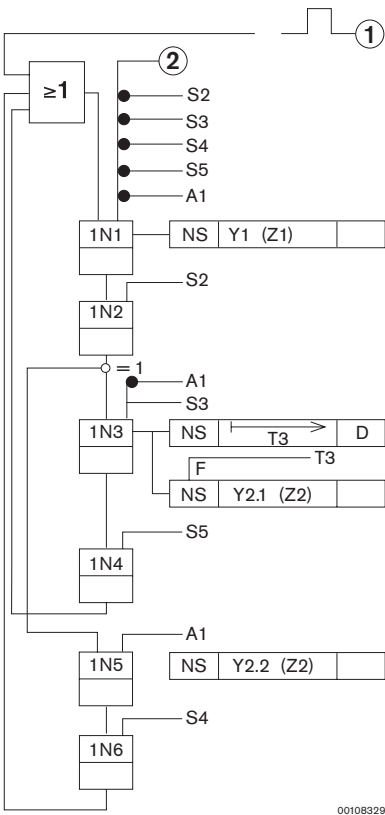 1
2
≥1
S2
S3
S4
S5
A1
1N1
NS Y1 (Z1)
S2
1N2
= 1
A1
S3
1N3
NS T3 D
T3
F
NS Y2.1 (Z2)
S5
1N4
A1
1N5
NS Y2.2 (Z2)
S4
1N6
00108329